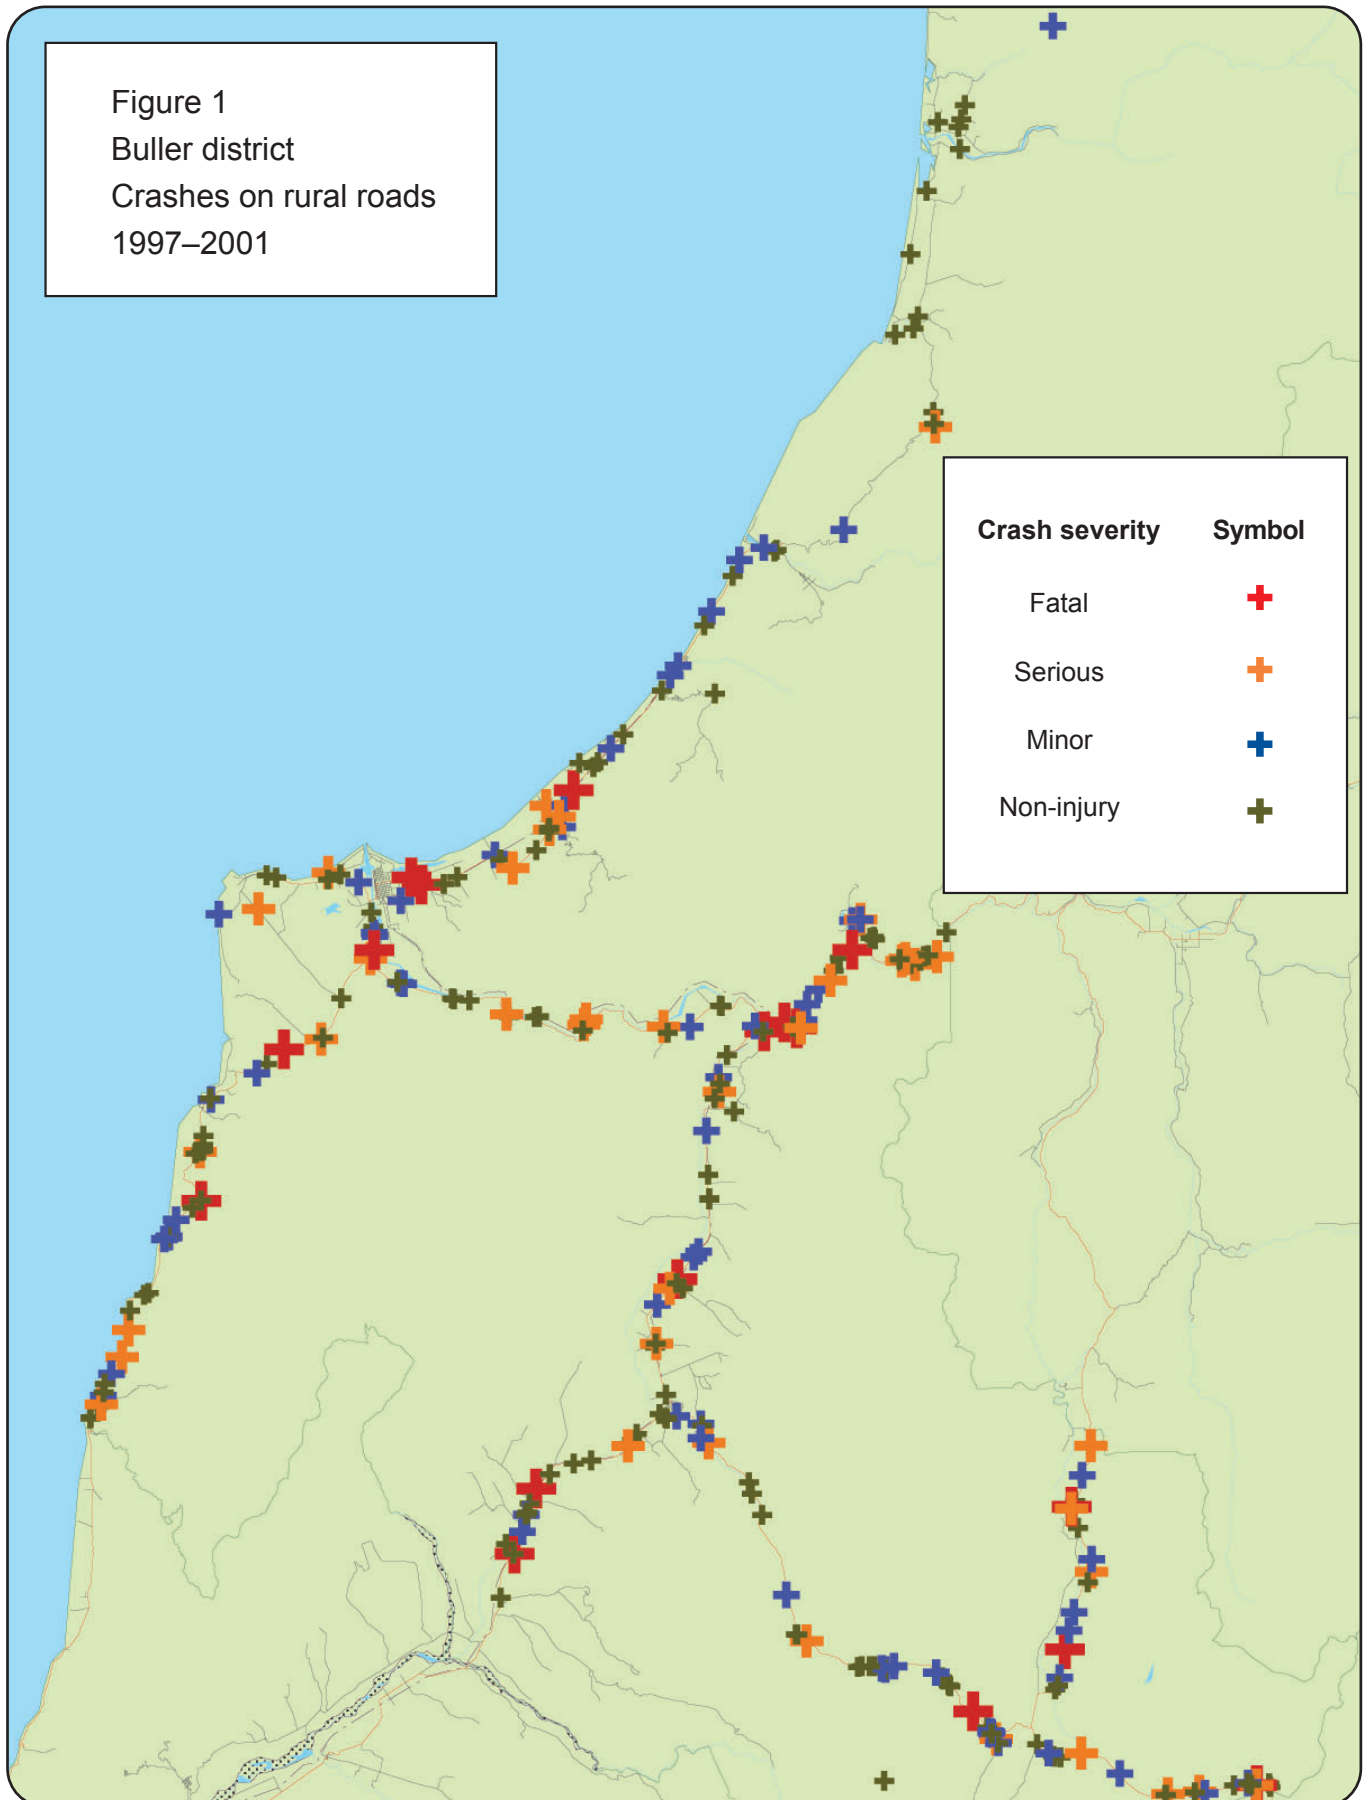 Figure 1
Buller district
Crashes on rural roads
1997–2001
Crash severity Symbol
Fatal
Serious
Minor
Non-injury